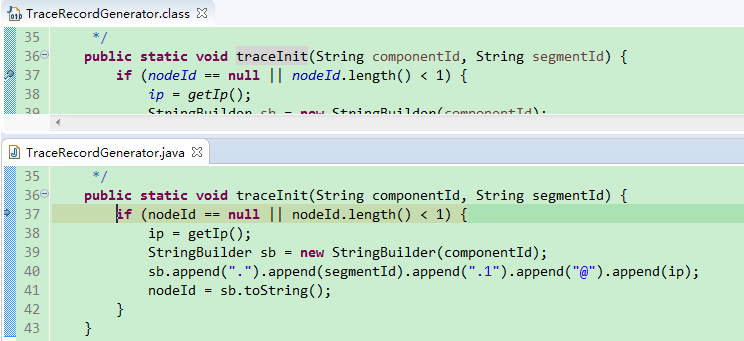 TraceRecordGenerator.class
35 */
36 public static void traceInit(String componentId, String segmentId) {
37 if (nodeId == null || nodeId.length() < 1) {
38 ip = getIp();
39 StringBuilder sb = new StringBuilder(componentId);
TraceRecordGenerator.java
35 */
36 public static void traceInit(String componentId, String segmentId) {
37 if (nodeId == null || nodeId.length() < 1) {
38 ip = getIp();
39 StringBuilder sb = new StringBuilder(componentId);
40 sb.append(".").append(segmentId).append(".1").append("@").append(ip);
41 nodeId = sb.toString();
42 }
43 }